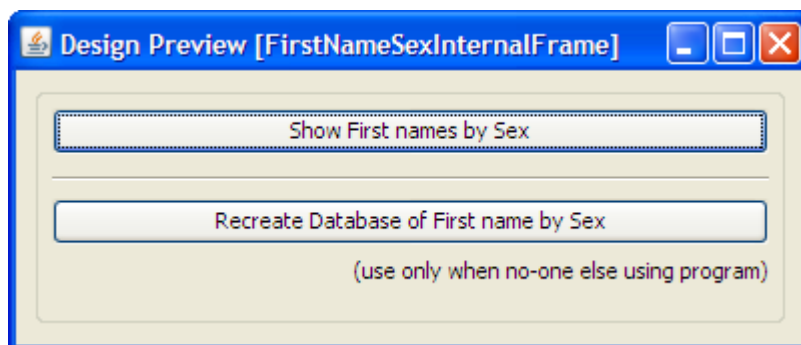 Design Preview [FirstNameSexInternalFrame]
Show First names by Sex
Recreate Database of First name by Sex
(use only when no-one else using program)